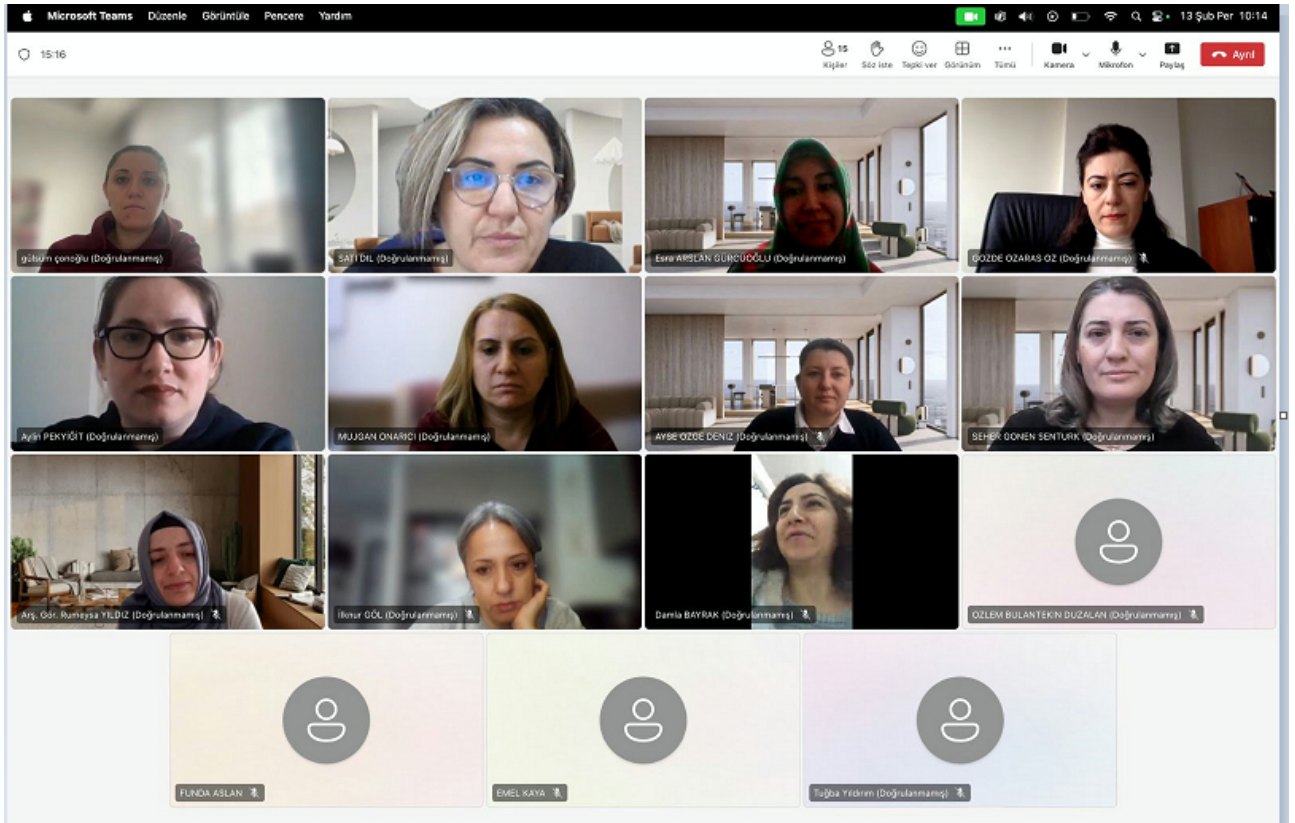 Microsoft Teams Düzenle Görüntüle Pencere Yardım 13 Şub Per 10:14
15:16 15
Kişiler Söz iste Tepki ver Görünüm Tümü Kamera Mikrofon Paylaş Ayrıl
gülsüm çonoğlu (Doğrulanmamış)
SATI DIL (Doğrulanmamış)
Esra ARSLAN GÜRCÜOĞLU (Doğrulanmamış)
GOZDE OZARAS OZ (Doğrulanmamış)
Aylin PEKYİĞİT (Doğrulanmamış)
MUJGAN ONARICI (Doğrulanmamış)
AYSE OZGE DENIZ (Doğrulanmamış)
SEHER GONEN SENTURK (Doğrulanmamış)
Arş. Gör. Rumeysa YILDIZ (Doğrulanmamış)
İlknur GÖL (Doğrulanmamış)
Damla BAYRAK (Doğrulanmamış)
OZLEM BULANTEKIN DUZALAN (Doğrulanmamış)
FUNDA ASLAN
EMEL KAYA
Tuğba Yıldırım (Doğrulanmamış)